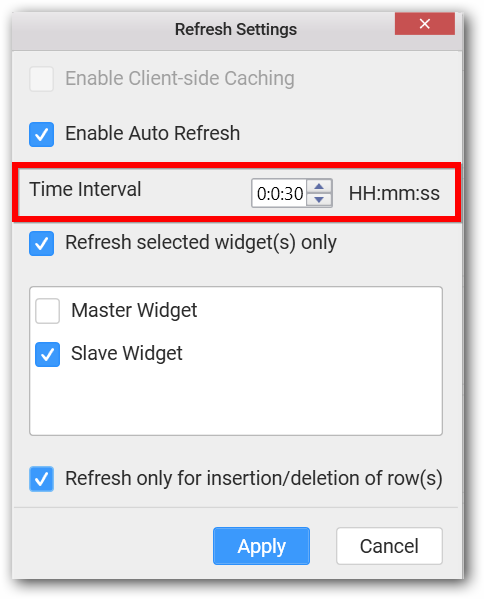 Refresh Settings
Enable Client-side Caching
Enable Auto Refresh
Time Interval 0:0:30 HH:mm:ss
Refresh selected widget(s) only
Master Widget
Slave Widget
Refresh only for insertion/deletion of row(s)
Apply Cancel